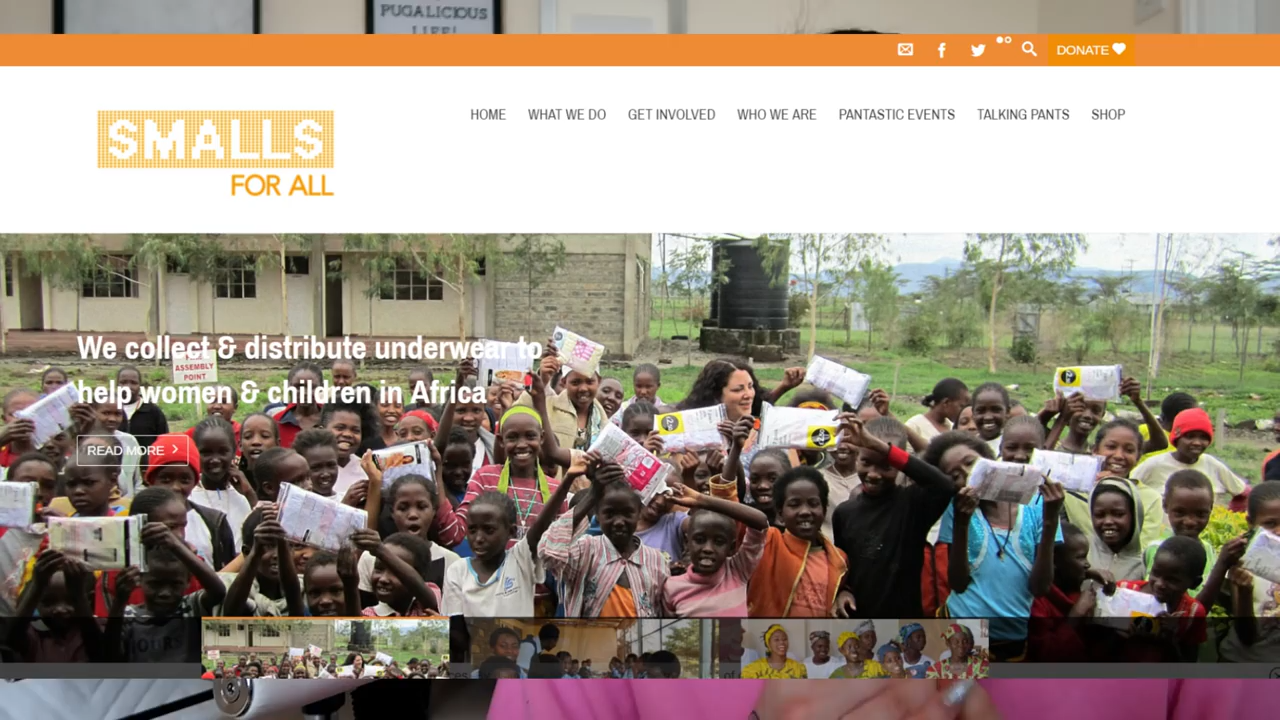 PUGALICIOUS
LIFE!
DONATE
SMALLS
FOR ALL
HOME WHAT WE DO GET INVOLVED WHO WE ARE PANTASTIC EVENTS TALKING PANTS SHOP
We collect & distribute underwear to
help women & children in Africa
ASSEMBLY
POINT
READ MORE